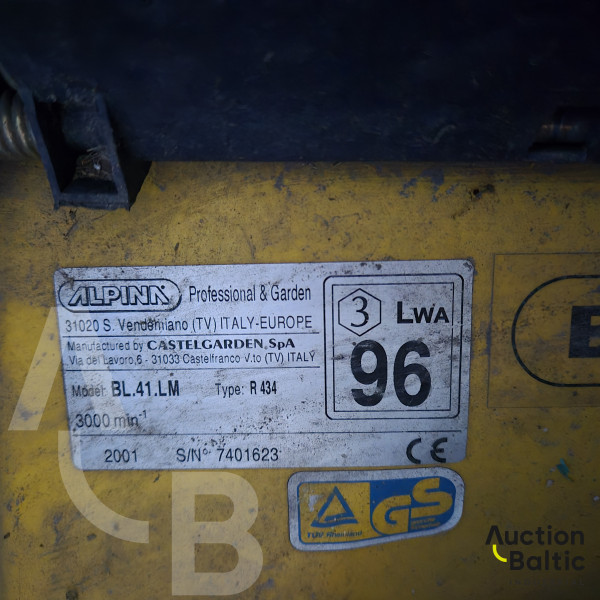 ALPINA Professional & Garden
31020 S. Vendemiano (TV) ITALY-EUROPE
Manufactured by CASTELGARDEN,SpA
Via del Lavoro,6 - 31033 Castelfranco V.to (TV) ITALY
Model: BL.41.LM Type: R 434
3000 min⁻¹
2001 S/N° 7401623
3 LWA
96
CE
TÜV
GS
B
Auction
Baltic
AB